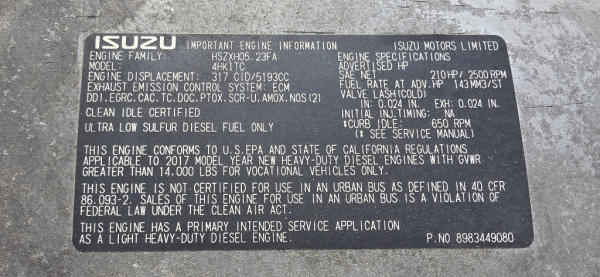 ISUZU IMPORTANT ENGINE INFORMATION ISUZU MOTORS LIMITED
ENGINE FAMILY: HSZXH05.23FA ENGINE SPECIFICATIONS
MODEL: 4HK1TC ADVERTISED HP
ENGINE DISPLACEMENT: 317 CID/5193CC SAE NET 210HP/2500RPM
EXHAUST EMISSION CONTROL SYSTEM: ECM FUEL RATE AT ADV.HP 143MM3/ST
DDI.EGRC.CAC.TC.DOC.PTOX.SCR-U.AMOX.NOS(2) VALVE LASH(COLD)
IN: 0.024 IN EXH: 0.024 IN
CLEAN IDLE CERTIFIED INITIAL INJ.TIMING: NA
*CURB IDLE: 650 RPM
ULTRA LOW SULFUR DIESEL FUEL ONLY (* SEE SERVICE MANUAL)
THIS ENGINE CONFORMS TO U.S.EPA AND STATE OF CALIFORNIA REGULATIONS
APPLICABLE TO 2017 MODEL YEAR NEW HEAVY-DUTY DIESEL ENGINES WITH GVWR
GREATER THAN 14.000 LBS FOR VOCATIONAL VEHICLES ONLY.
THIS ENGINE IS NOT CERTIFIED FOR USE IN AN URBAN BUS AS DEFINED IN 40 CFR
86.093-2. SALES OF THIS ENGINE FOR USE IN AN URBAN BUS IS A VIOLATION OF
FEDERAL LAW UNDER THE CLEAN AIR ACT.
THIS ENGINE HAS A PRIMARY INTENDED SERVICE APPLICATION
AS A LIGHT HEAVY-DUTY DIESEL ENGINE. P.NO 8983449080